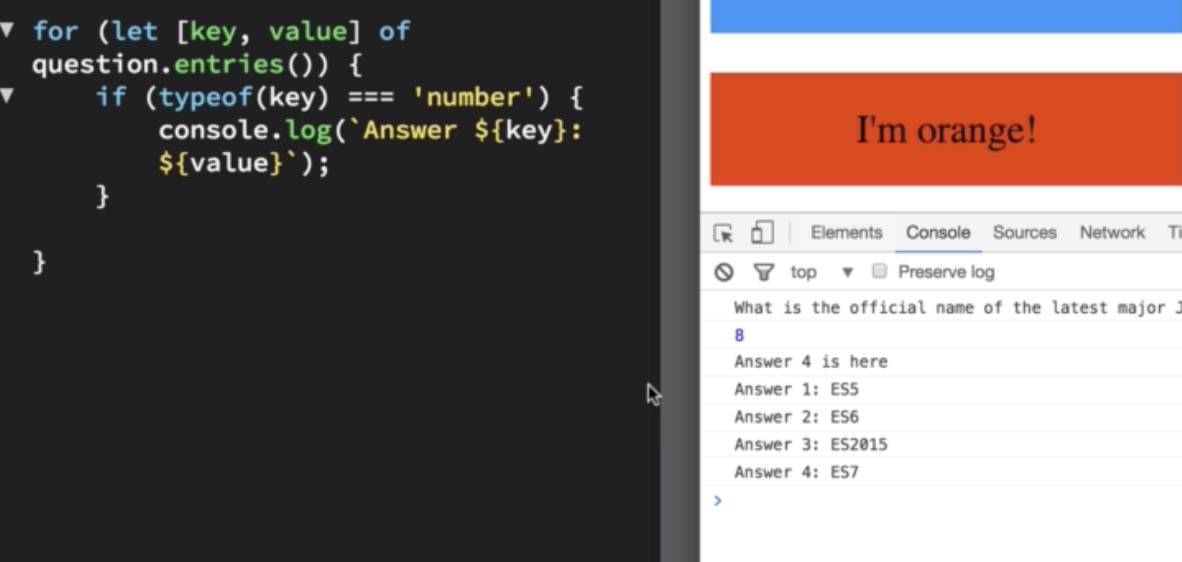 for (let [key, value] of
question.entries()) {
if (typeof(key) === 'number') {
console.log(`Answer ${key}:
${value}`);
}
}
I'm orange!
Elements Console Sources Network
top Preserve log
What is the official name of the latest major
8
Answer 4 is here
Answer 1: ES5
Answer 2: ES6
Answer 3: ES2015
Answer 4: ES7